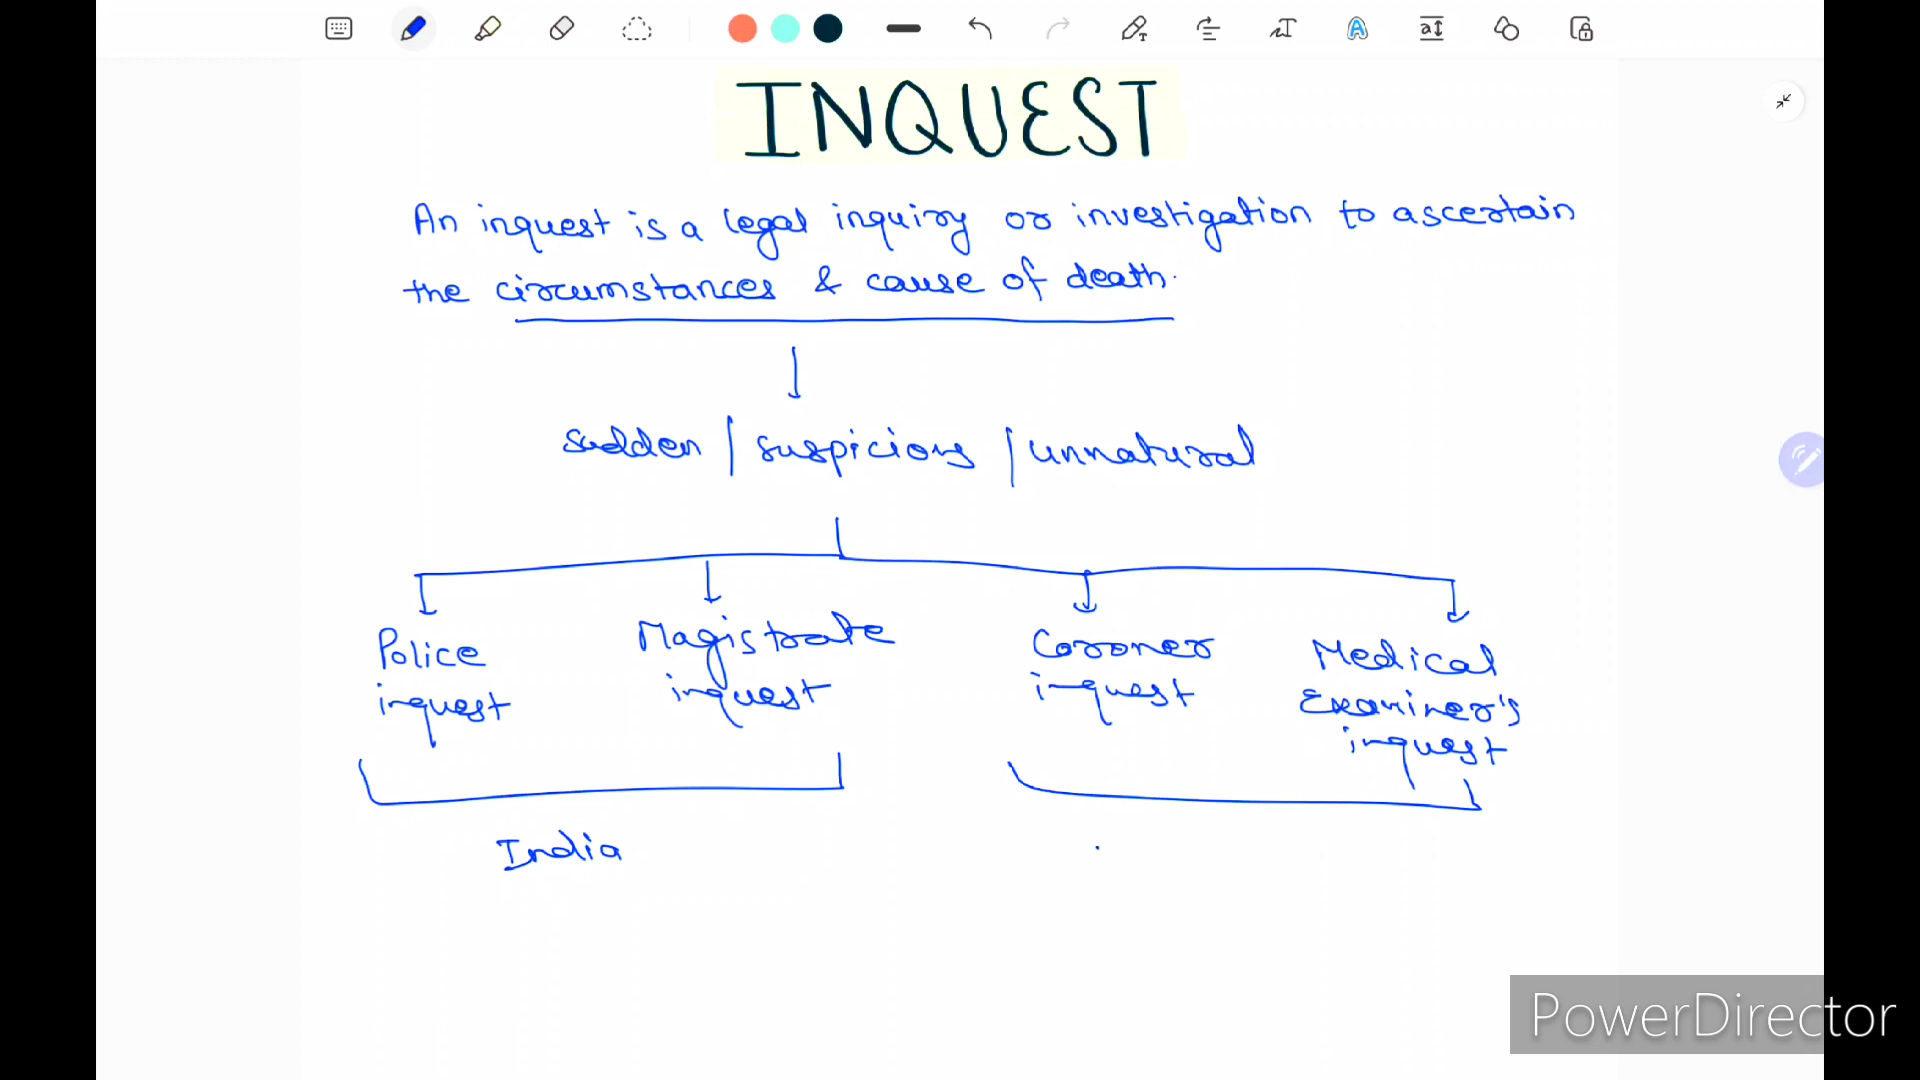 INQUEST
An inquest is a legal inquiry or investigation to ascertain
the circumstances & cause of death.
sudden / suspicious / unnatural
Police inquest
Magistrate inquest
Coroner inquest
Medical Examiner's inquest
India
PowerDirector